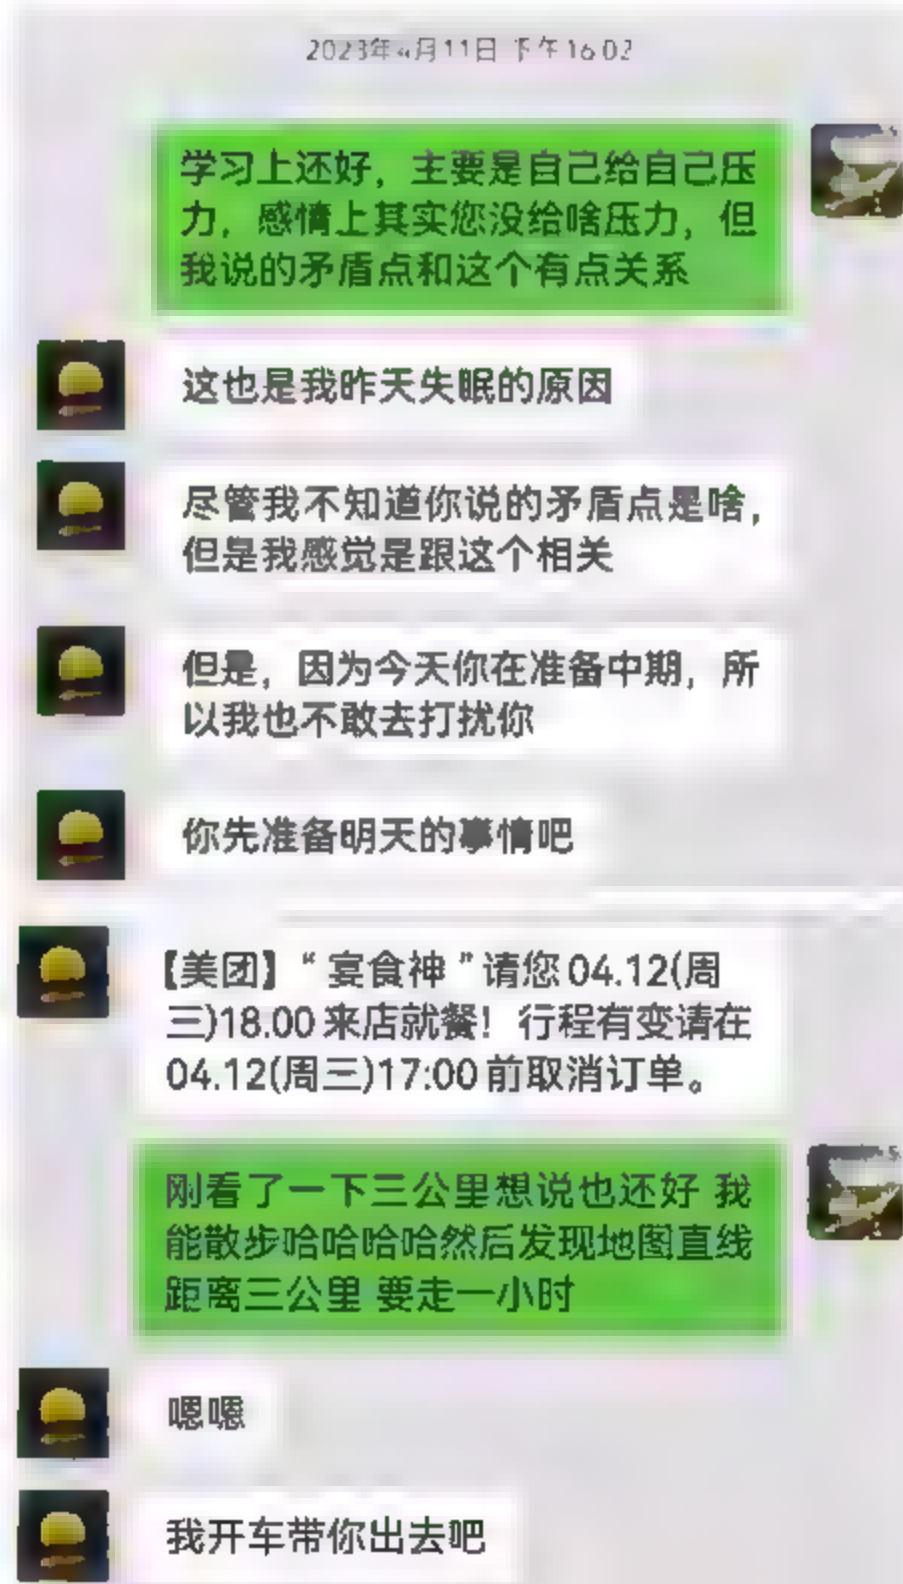 2023年4月11日 下午16:02
学习上还好，主要是自己给自己压
力，感情上其实您没给啥压力，但
我说的矛盾点和这个有点关系
这也是我昨天失眠的原因
尽管我不知道你说的矛盾点是啥，
但是我感觉是跟这个相关
但是，因为今天你在准备中期，所
以我也不敢去打扰你
你先准备明天的事情吧
【美团】“宴食神”请您04.12(周
三)18.00来店就餐！行程有变请在
04.12(周三)17:00前取消订单。
刚看了一下三公里想说也还好 我
能散步哈哈哈哈然后发现地图直线
距离三公里 要走一小时
嗯嗯
我开车带你出去吧